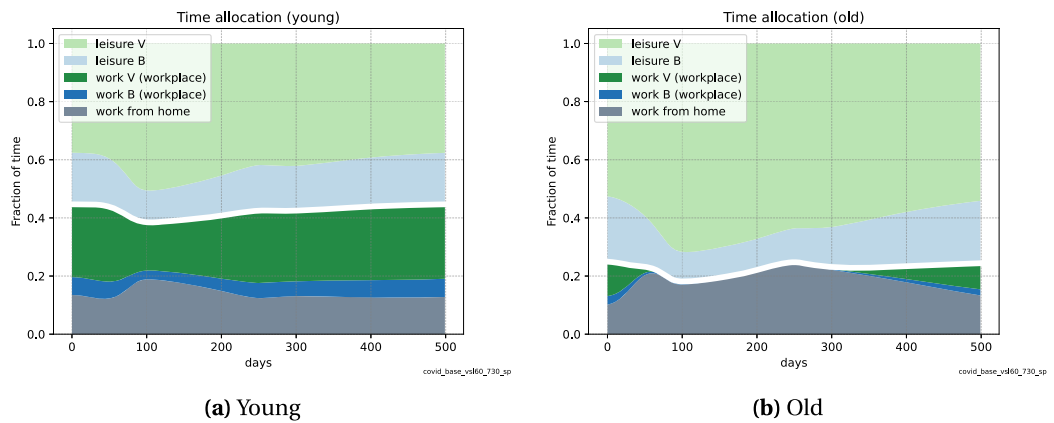 Time allocation (young)
Fraction of time
1.0
0.8
0.6
0.4
0.2
0.0
leisure V
leisure B
work V (workplace)
work B (workplace)
work from home
0 100 200 300 400 500
days
covid_base_vsl60_730_sp
(a) Young
Time allocation (old)
Fraction of time
1.0
0.8
0.6
0.4
0.2
0.0
leisure V
leisure B
work V (workplace)
work B (workplace)
work from home
0 100 200 300 400 500
days
covid_base_vsl60_730_sp
(b) Old